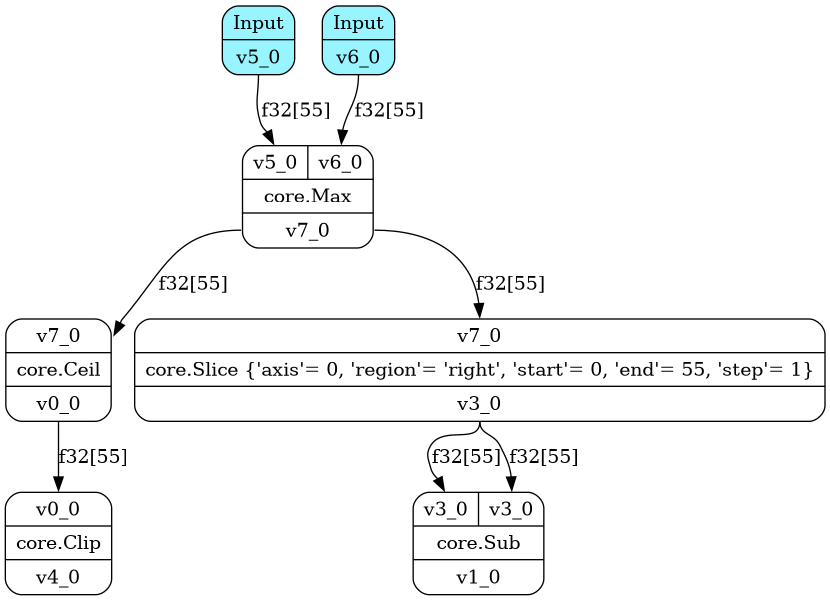 Input
v5_0
Input
v6_0
f32[55]
f32[55]
v5_0
v6_0
core.Max
v7_0
f32[55]
f32[55]
v7_0
core.Ceil
v0_0
v7_0
core.Slice {'axis'= 0, 'region'= 'right', 'start'= 0, 'end'= 55, 'step'= 1}
v3_0
f32[55]
f32[55]
f32[55]
v0_0
core.Clip
v4_0
v3_0
v3_0
core.Sub
v1_0